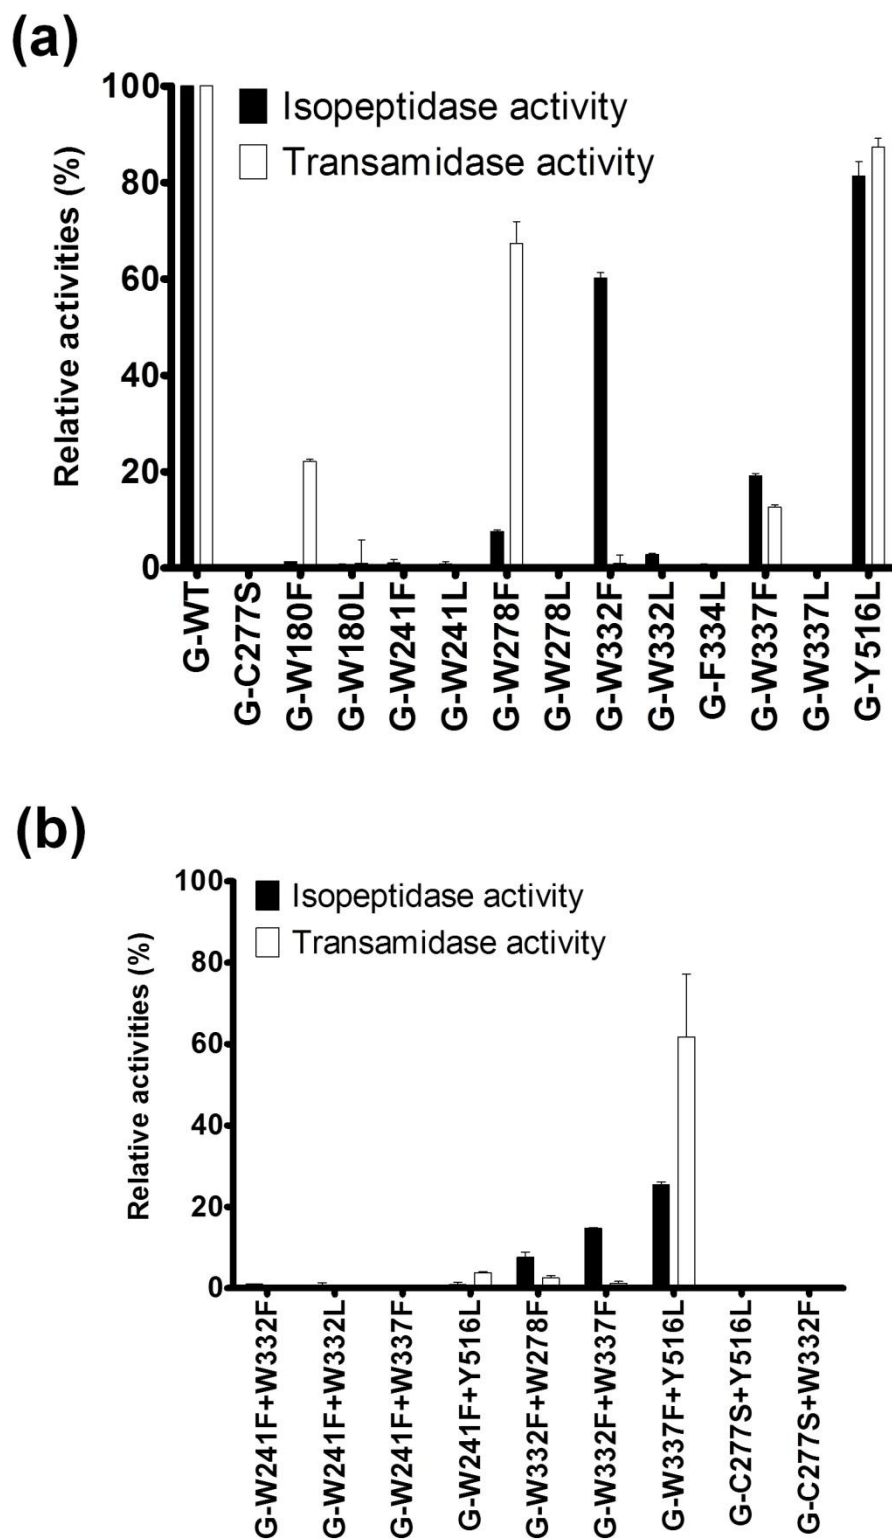 (a)
Relative activities (%)
100
80
60
40
20
0
Isopeptidase activity
Transamidase activity
G-WT
G-C277S
G-W180F
G-W180L
G-W241F
G-W241L
G-W278F
G-W278L
G-W332F
G-W332L
G-F334L
G-W337F
G-W337L
G-Y516L
(b)
Relative activities (%)
100
80
60
40
20
0
Isopeptidase activity
Transamidase activity
G-W241F+W332F
G-W241F+W332L
G-W241F+W337F
G-W241F+Y516L
G-W332F+W278F
G-W332F+W337F
G-W337F+Y516L
G-C277S+Y516L
G-C277S+W332F